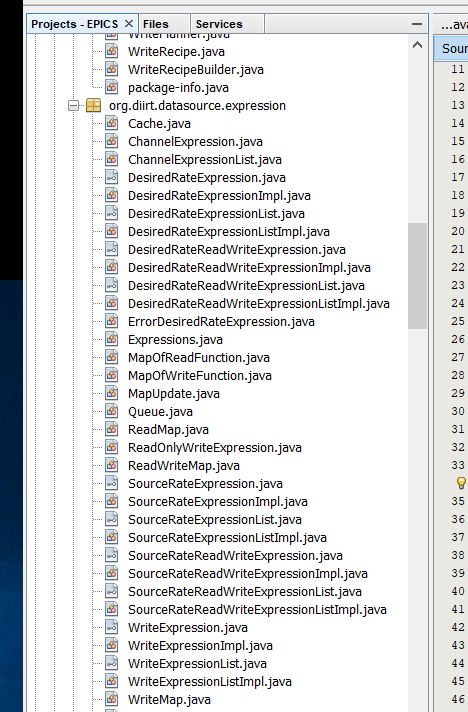 Projects - EPICS × Files Services
...ava
Sour
WritePlanner.java
WriteRecipe.java
WriteRecipeBuilder.java
package-info.java
org.diirt.datasource.expression
Cache.java
ChannelExpression.java
ChannelExpressionList.java
DesiredRateExpression.java
DesiredRateExpressionImpl.java
DesiredRateExpressionList.java
DesiredRateExpressionListImpl.java
DesiredRateReadWriteExpression.java
DesiredRateReadWriteExpressionImpl.java
DesiredRateReadWriteExpressionList.java
DesiredRateReadWriteExpressionListImpl.java
ErrorDesiredRateExpression.java
Expressions.java
MapOfReadFunction.java
MapOfWriteFunction.java
MapUpdate.java
Queue.java
ReadMap.java
ReadOnlyWriteExpression.java
ReadWriteMap.java
SourceRateExpression.java
SourceRateExpressionImpl.java
SourceRateExpressionList.java
SourceRateExpressionListImpl.java
SourceRateReadWriteExpression.java
SourceRateReadWriteExpressionImpl.java
SourceRateReadWriteExpressionList.java
SourceRateReadWriteExpressionListImpl.java
WriteExpression.java
WriteExpressionImpl.java
WriteExpressionList.java
WriteExpressionListImpl.java
WriteMap.java
11
12
13
14
15
16
17
18
19
20
21
22
23
24
25
26
27
28
29
30
31
32
33
35
36
37
38
39
40
41
42
43
44
45
46